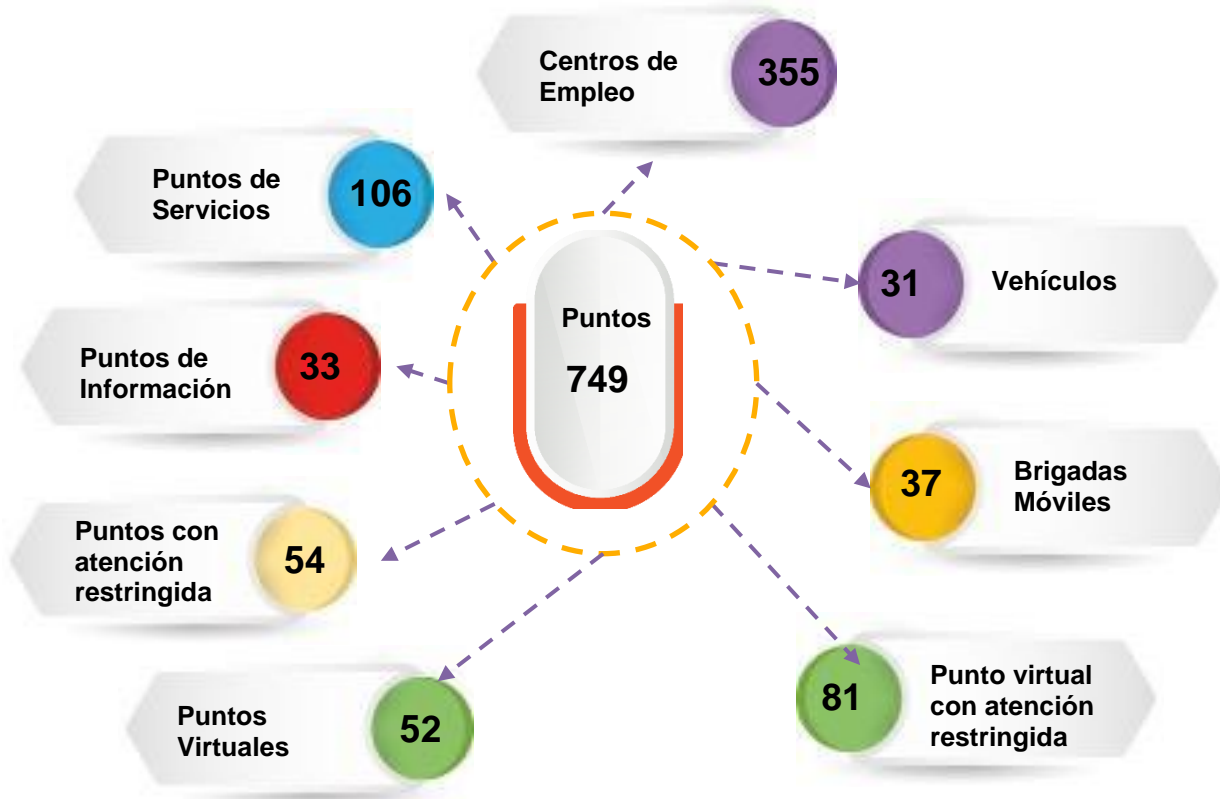 Centros de
Empleo
355
Puntos de
Servicios
106
Vehículos
31
Puntos
749
Puntos de
Información
33
Brigadas
Móviles
37
Puntos con
atención
restringida
54
Punto virtual
con atención
restringida
81
Puntos
Virtuales
52